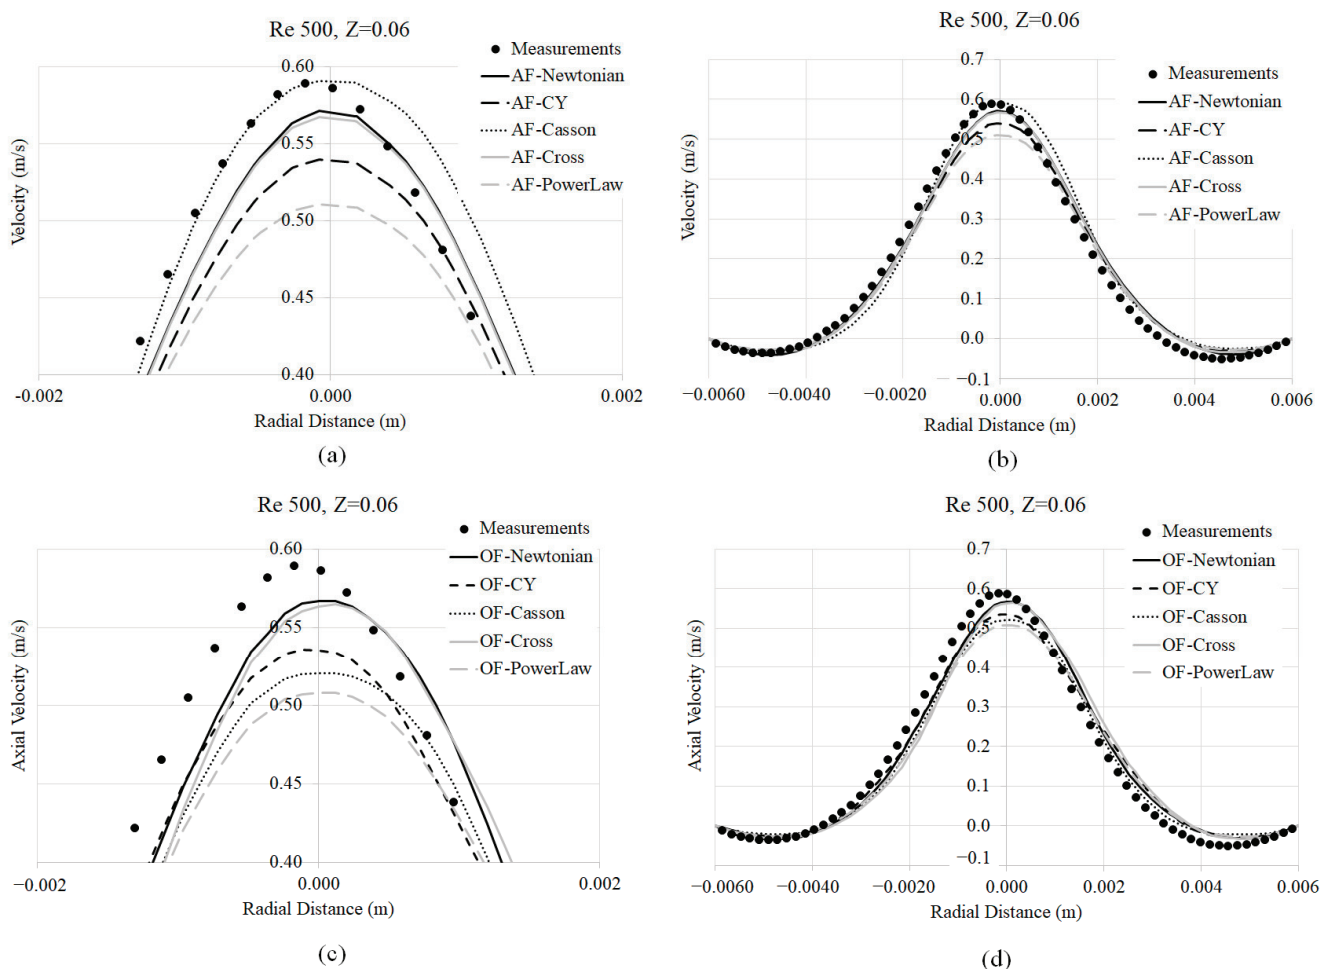 Re 500, Z=0.06
Measurements
AF-Newtonian
AF-CY
AF-Casson
AF-Cross
AF-PowerLaw
0.60
0.55
0.50
0.45
0.40
Velocity (m/s)
-0.002
0.000
0.002
Radial Distance (m)
(a)
Re 500, Z=0.06
Measurements
AF-Newtonian
AF-CY
AF-Casson
AF-Cross
AF-PowerLaw
0.7
0.6
0.5
0.4
0.3
0.2
0.1
0.0
−0.1
Velocity (m/s)
−0.0060
−0.0040
−0.0020
0.000
0.002
0.004
0.006
Radial Distance (m)
(b)
Re 500, Z=0.06
Measurements
OF-Newtonian
OF-CY
OF-Casson
OF-Cross
OF-PowerLaw
0.60
0.55
0.50
0.45
0.40
Axial Velocity (m/s)
−0.002
0.000
0.002
Radial Distance (m)
(c)
Re 500, Z=0.06
Measurements
OF-Newtonian
OF-CY
OF-Casson
OF-Cross
OF-PowerLaw
0.7
0.6
0.5
0.4
0.3
0.2
0.1
0.0
−0.1
Axial Velocity (m/s)
−0.0060
−0.0040
−0.0020
0.000
0.002
0.004
0.006
Radial Distance (m)
(d)